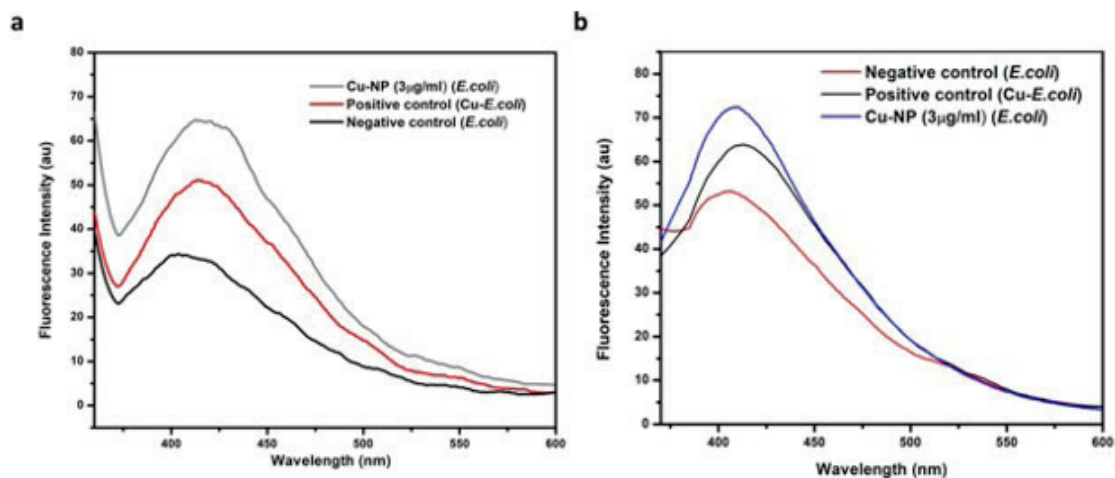 a
80
70
60
50
40
30
20
10
0
Fluorescence Intensity (au)
Cu-NP (3μg/ml) (E.coli)
Positive control (Cu-E.coli)
Negative control (E.coli)
400
450
500
550
600
Wavelength (nm)
b
80
70
60
50
40
30
20
10
0
Fluorescence Intensity (au)
Negative control (E.coli)
Positive control (Cu-E.coli)
Cu-NP (3μg/ml) (E.coli)
400
450
500
550
600
Wavelength (nm)